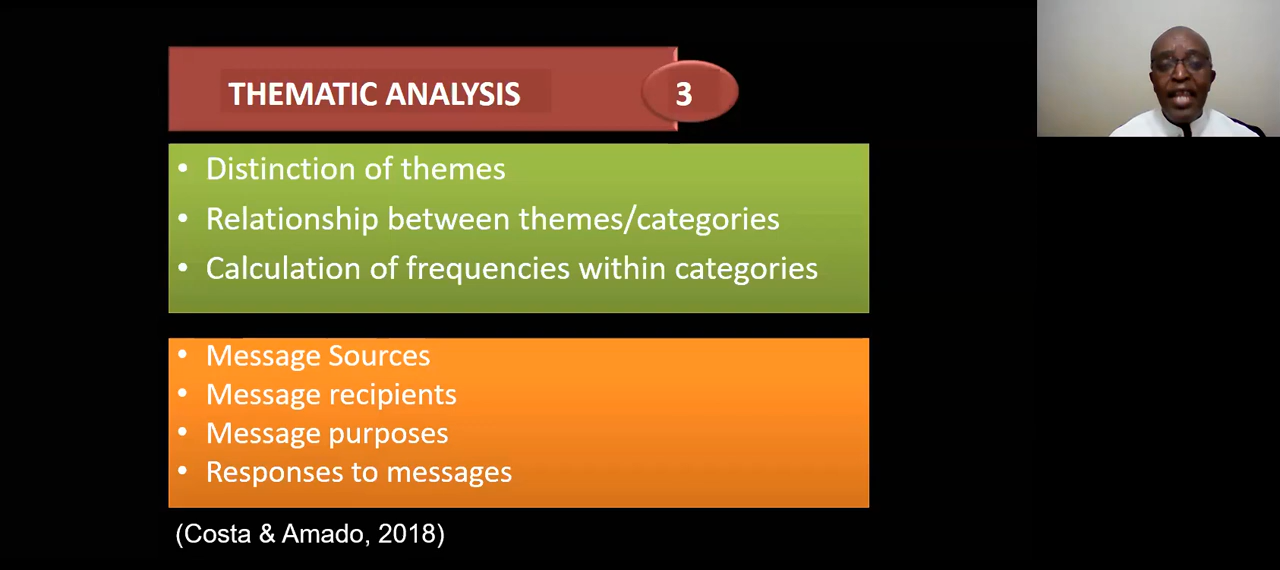 THEMATIC ANALYSIS 3
• Distinction of themes
• Relationship between themes/categories
• Calculation of frequencies within categories
• Message Sources
• Message recipients
• Message purposes
• Responses to messages
(Costa & Amado, 2018)